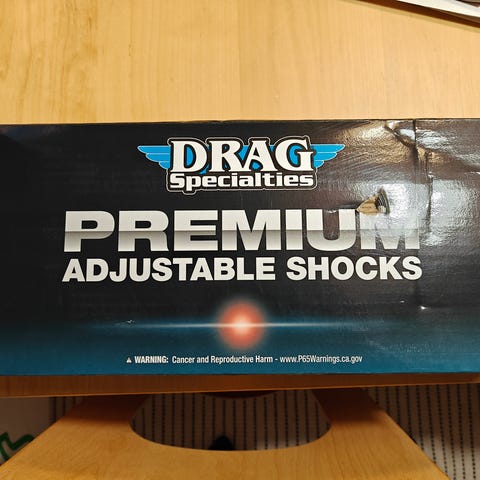 DRAG
Specialties
PREMIUM
ADJUSTABLE SHOCKS
⚠ WARNING: Cancer and Reproductive Harm - www.P65Warnings.ca.gov